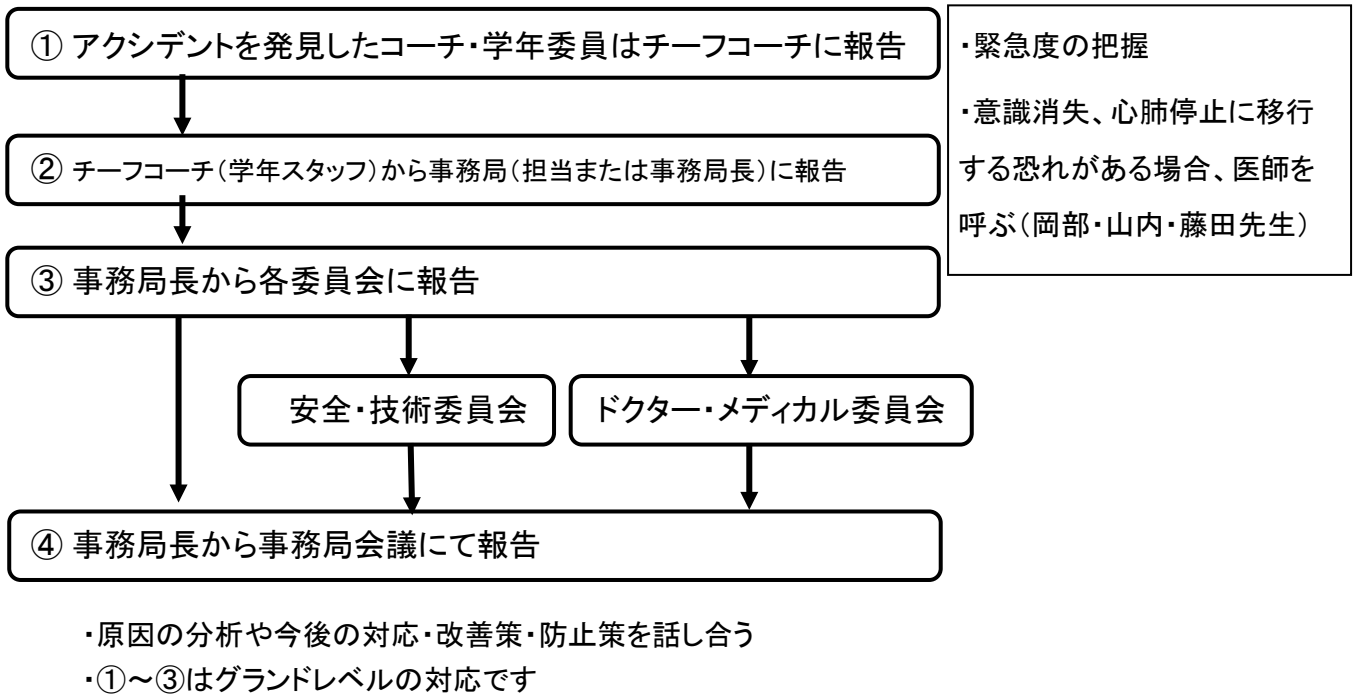 ① アクシデントを発見したコーチ・学年委員はチーフコーチに報告
・緊急度の把握
・意識消失、心肺停止に移行
する恐れがある場合、医師を
呼ぶ（岡部・山内・藤田先生）
② チーフコーチ（学年スタッフ）から事務局（担当または事務局長）に報告
③ 事務局長から各委員会に報告
安全・技術委員会
ドクター・メディカル委員会
④ 事務局長から事務局会議にて報告
・原因の分析や今後の対応・改善策・防止策を話し合う
・①～③はグランドレベルの対応です